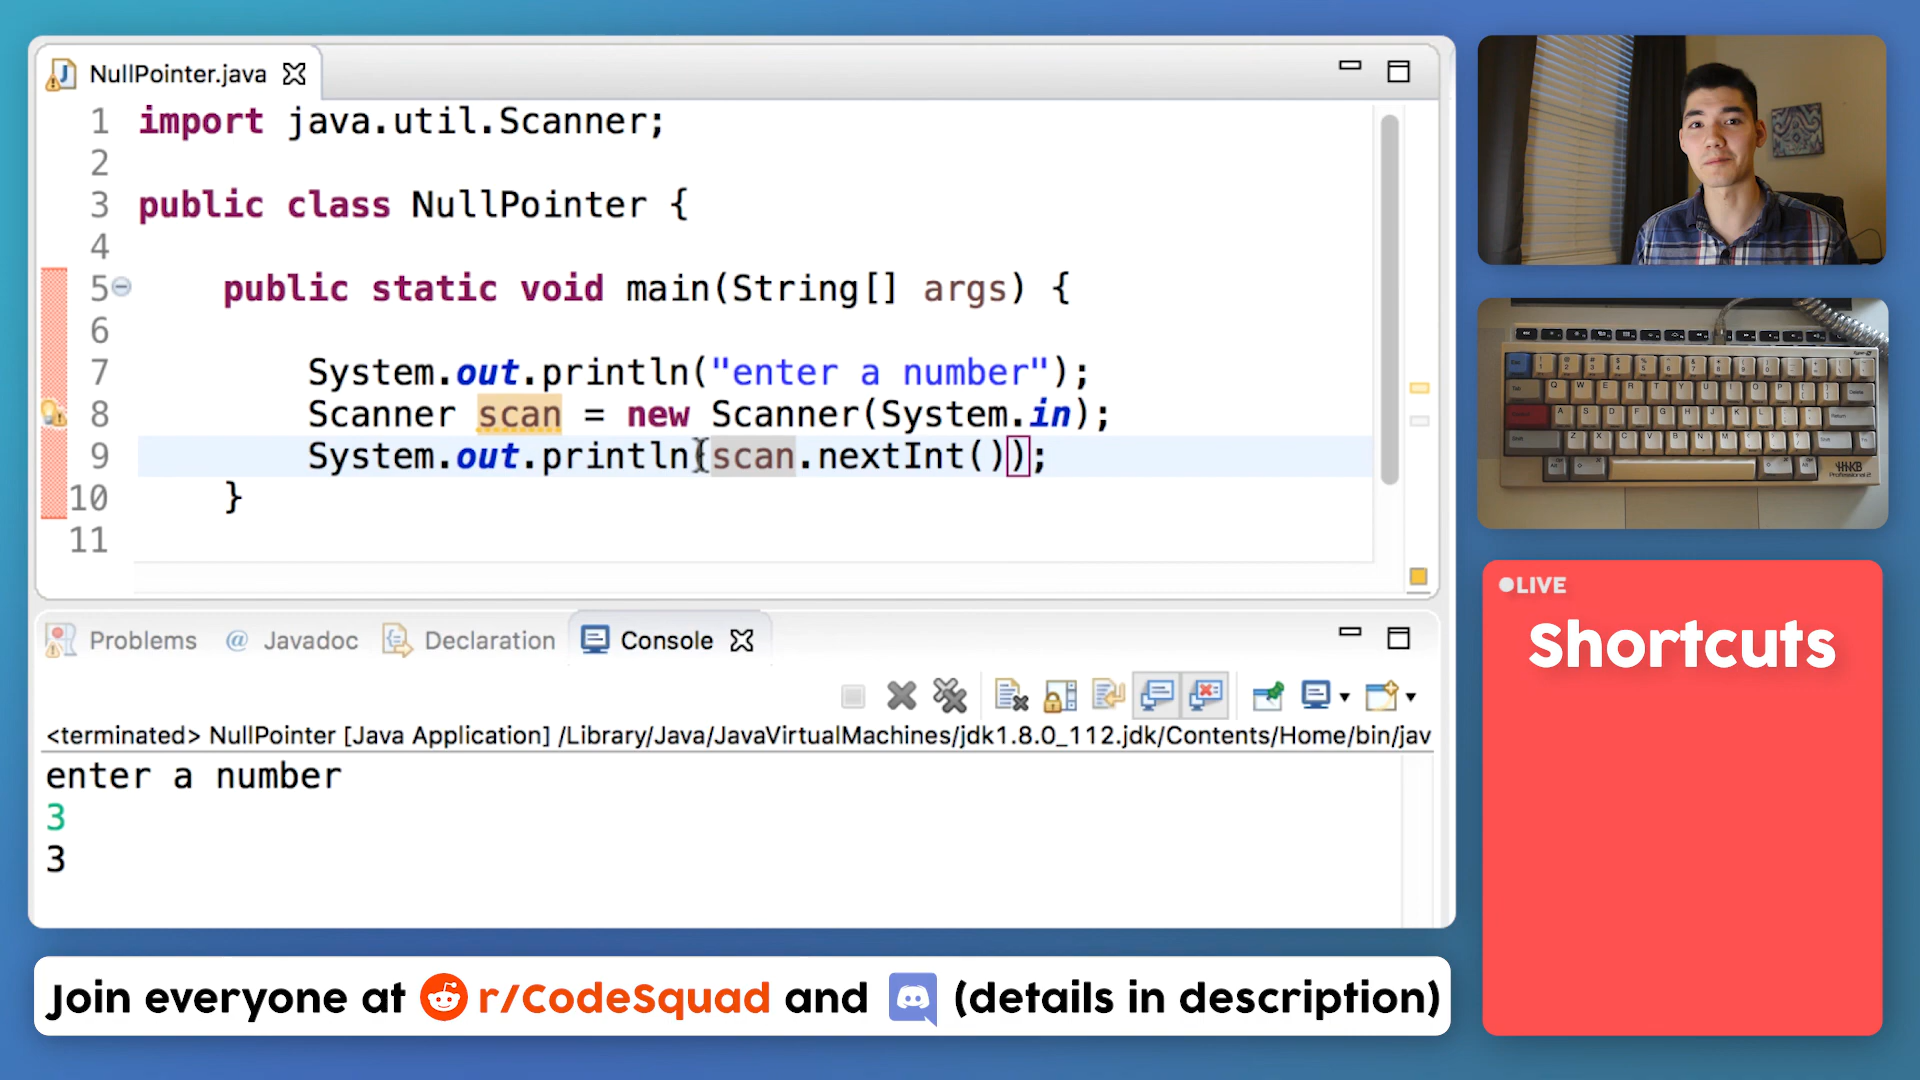 NullPointer.java
1 import java.util.Scanner;
2
3 public class NullPointer {
4
5 public static void main(String[] args) {
6
7 System.out.println("enter a number");
8 Scanner scan = new Scanner(System.in);
9 System.out.println(scan.nextInt());
10 }
11
Problems @ Javadoc Declaration Console
<terminated> NullPointer [Java Application] /Library/Java/JavaVirtualMachines/jdk1.8.0_112.jdk/Contents/Home/bin/jav
enter a number
3
3
Join everyone at r/CodeSquad and (details in description)
LIVE
Shortcuts